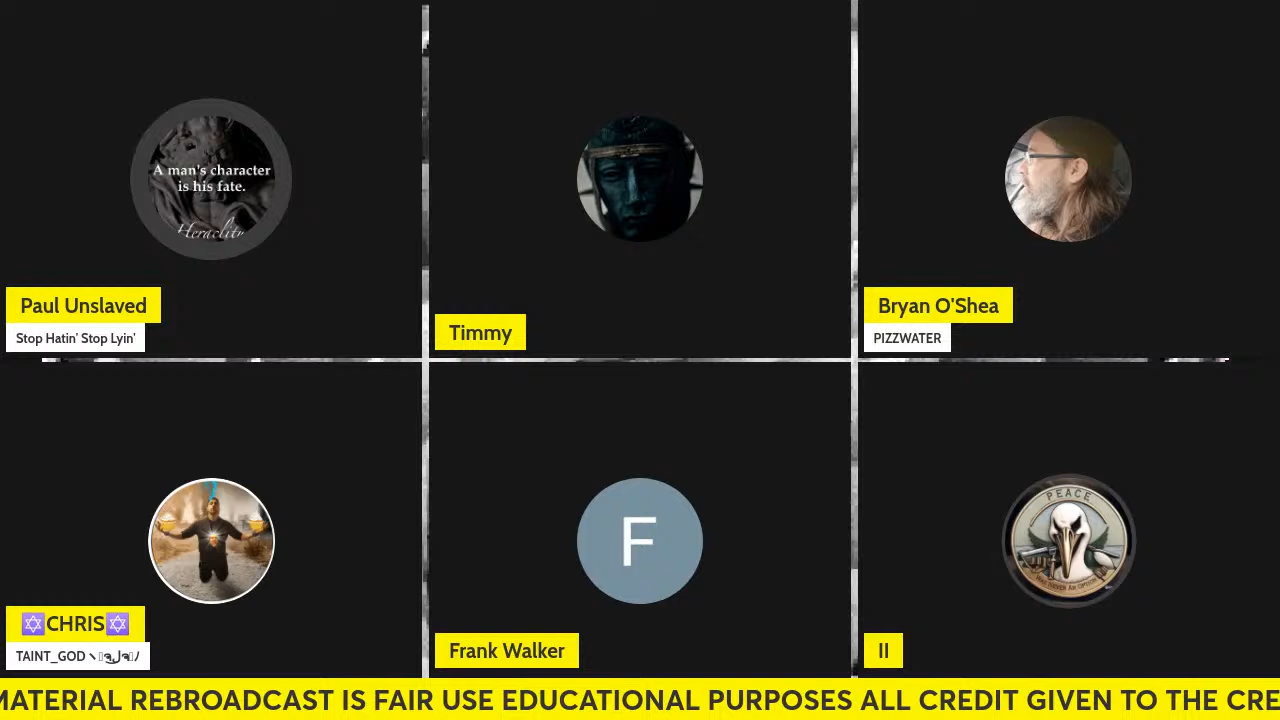 A man's character
is his fate.
Paul Unslaved
Stop Hatin' Stop Lyin'
Timmy
Bryan O'Shea
PIZZWATER
✡CHRIS✡
TAINT_GOD
F
Frank Walker
PEACE
II
MATERIAL REBROADCAST IS FAIR USE EDUCATIONAL PURPOSES ALL CREDIT GIVEN TO THE CRE